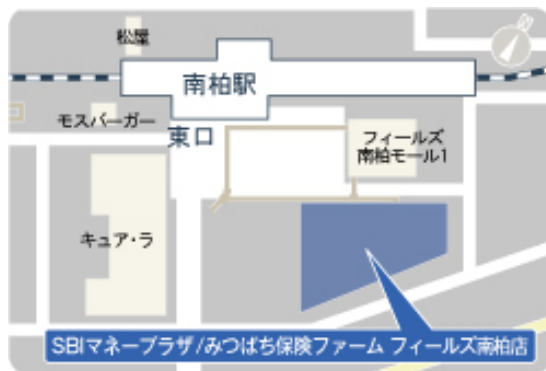 松屋
南柏駅
モスバーガー
東口
フィールズ
南柏モール1
キュア・ラ
SBIマネープラザ/みつばち保険ファーム フィールズ南柏店